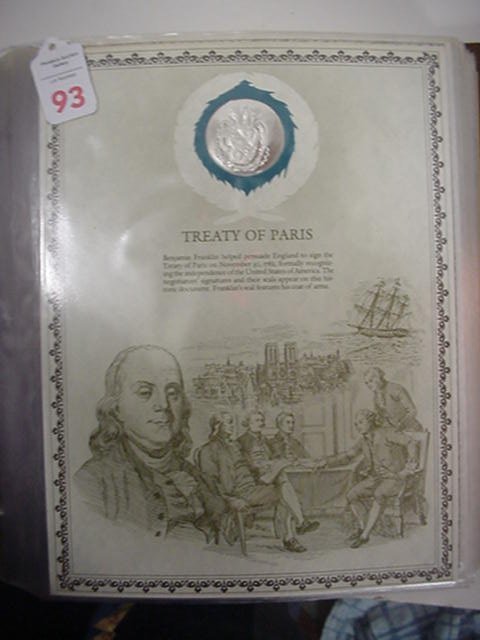 93
TREATY OF PARIS
Benjamin Franklin helped persuade England to sign the
Treaty of Paris on November 30, 1782, formally recogniz-
ing the independence of the United States of America. The
negotiators' signatures and their seals appear on this his-
toric document. Franklin's seal features his coat of arms.